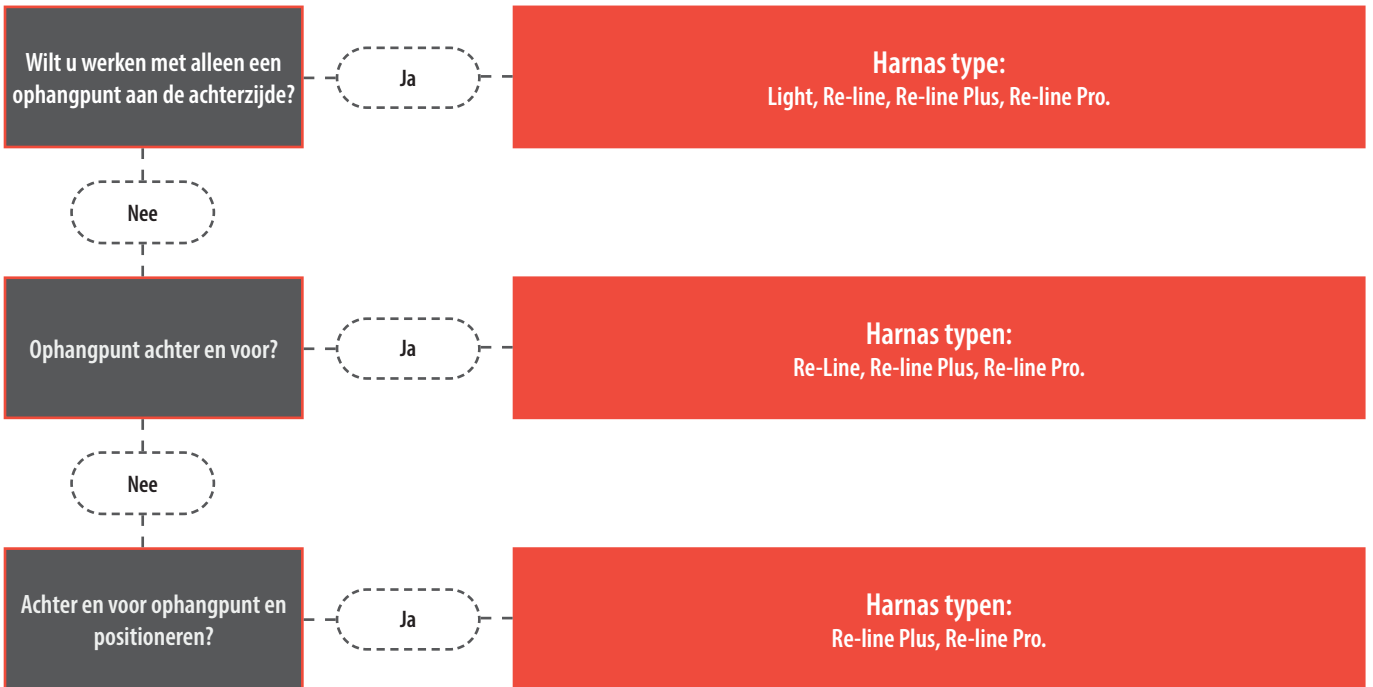 Wilt u werken met alleen een
ophangpunt aan de achterzijde?
Ja
Harnas type:
Light, Re-line, Re-line Plus, Re-line Pro.
Nee
Ophangpunt achter en voor?
Ja
Harnas typen:
Re-Line, Re-line Plus, Re-line Pro.
Nee
Achter en voor ophangpunt en
positioneren?
Ja
Harnas typen:
Re-line Plus, Re-line Pro.